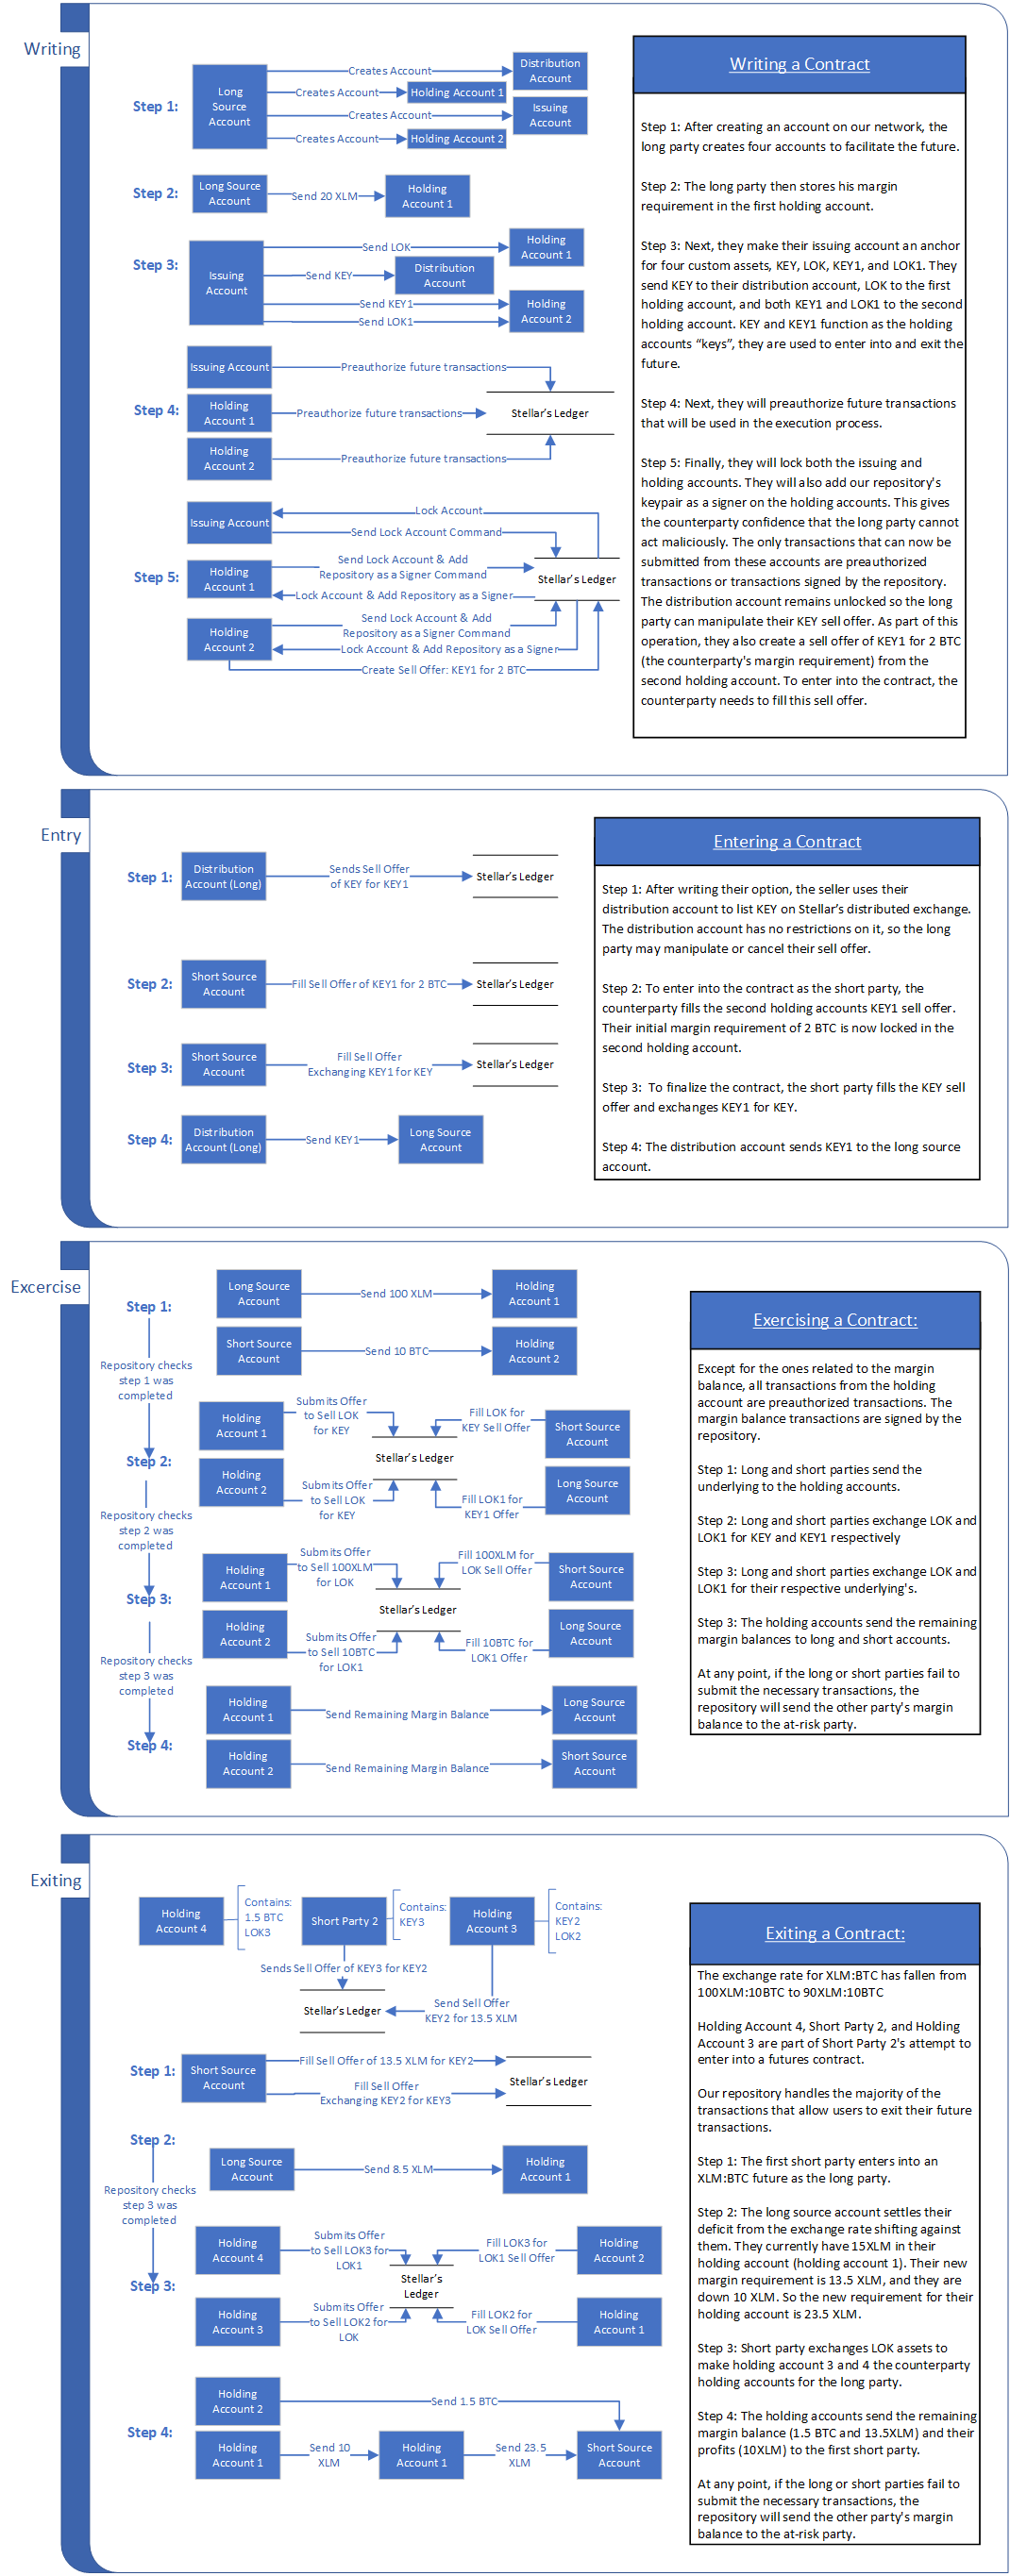 Writing
Step 1:
Long
Source
Account
Creates Account
Distribution
Account
Creates Account
Holding Account 1
Creates Account
Issuing
Account
Creates Account
Holding Account 2
Step 2:
Long Source
Account
Send 20 XLM
Holding
Account 1
Step 3:
Issuing
Account
Send LOK
Holding
Account 1
Send KEY
Distribution
Account
Send KEY1
Send LOK1
Holding
Account 2
Step 4:
Issuing Account
Preauthorize future transactions
Holding
Account 1
Preauthorize future transactions
Stellar's Ledger
Holding
Account 2
Preauthorize future transactions
Step 5:
Issuing Account
Lock Account
Send Lock Account Command
Holding
Account 1
Send Lock Account & Add
Repository as a Signer Command
Lock Account & Add Repository as a Signer
Stellar's Ledger
Holding
Account 2
Send Lock Account & Add
Repository as a Signer Command
Lock Account & Add Repository as a Signer
Create Sell Offer: KEY1 for 2 BTC
Writing a Contract
Step 1: After creating an account on our network, the
long party creates four accounts to facilitate the future.
Step 2: The long party then stores his margin
requirement in the first holding account.
Step 3: Next, they make their issuing account an anchor
for four custom assets, KEY, LOK, KEY1, and LOK1. They
send KEY to their distribution account, LOK to the first
holding account, and both KEY1 and LOK1 to the second
holding account. KEY and KEY1 function as the holding
accounts “keys”, they are used to enter into and exit the
future.
Step 4: Next, they will preauthorize future transactions
that will be used in the execution process.
Step 5: Finally, they will lock both the issuing and
holding accounts. They will also add our repository's
keypair as a signer on the holding accounts. This gives
the counterparty confidence that the long party cannot
act maliciously. The only transactions that can now be
submitted from these accounts are preauthorized
transactions or transactions signed by the repository.
The distribution account remains unlocked so the long
party can manipulate their KEY sell offer. As part of this
operation, they also create a sell offer of KEY1 for 2 BTC
(the counterparty's margin requirement) from the
second holding account. To enter into the contract, the
counterparty needs to fill this sell offer.
Entry
Step 1:
Distribution
Account (Long)
Sends Sell Offer
of KEY for KEY1
Stellar's Ledger
Step 2:
Short Source
Account
Fill Sell Offer of KEY1 for 2 BTC
Stellar's Ledger
Step 3:
Short Source
Account
Fill Sell Offer
Exchanging KEY1 for KEY
Stellar's Ledger
Step 4:
Distribution
Account (Long)
Send KEY1
Long Source
Account
Entering a Contract
Step 1: After writing their option, the seller uses their
distribution account to list KEY on Stellar’s distributed exchange.
The distribution account has no restrictions on it, so the long
party may manipulate or cancel their sell offer.
Step 2: To enter into the contract as the short party, the
counterparty fills the second holding accounts KEY1 sell offer.
Their initial margin requirement of 2 BTC is now locked in the
second holding account.
Step 3: To finalize the contract, the short party fills the KEY sell
offer and exchanges KEY1 for KEY.
Step 4: The distribution account sends KEY1 to the long source
account.
Excercise
Step 1:
Long Source
Account
Send 100 XLM
Holding
Account 1
Short Source
Account
Send 10 BTC
Holding
Account 2
Repository checks
step 1 was
completed
Step 2:
Holding
Account 1
Submits Offer
to Sell LOK
for KEY
Fill LOK for
KEY Sell Offer
Short Source
Account
Stellar's Ledger
Holding
Account 2
Submits Offer
to Sell LOK
for KEY
Fill LOK1 for
KEY1 Offer
Long Source
Account
Repository checks
step 2 was
completed
Step 3:
Holding
Account 1
Submits Offer
to Sell 100XLM
for LOK
Fill 100XLM for
LOK Sell Offer
Short Source
Account
Stellar's Ledger
Holding
Account 2
Submits Offer
to Sell 10BTC
for LOK1
Fill 10BTC for
LOK1 Offer
Long Source
Account
Repository checks
step 3 was
completed
Step 4:
Holding
Account 1
Send Remaining Margin Balance
Long Source
Account
Holding
Account 2
Send Remaining Margin Balance
Short Source
Account
Exercising a Contract:
Except for the ones related to the margin
balance, all transactions from the holding
account are preauthorized transactions. The
margin balance transactions are signed by the
repository.
Step 1: Long and short parties send the
underlying to the holding accounts.
Step 2: Long and short parties exchange LOK and
LOK1 for KEY and KEY1 respectively
Step 3: Long and short parties exchange LOK and
LOK1 for their respective underlying's.
Step 3: The holding accounts send the remaining
margin balances to long and short accounts.
At any point, if the long or short parties fail to
submit the necessary transactions, the
repository will send the other party's margin
balance to the at-risk party.
Exiting
Holding
Account 4
Contains:
1.5 BTC
LOK3
Short Party 2
Contains:
KEY3
Holding
Account 3
Contains:
KEY2
LOK2
Sends Sell Offer of KEY3 for KEY2
Stellar's Ledger
Send Sell Offer
KEY2 for 13.5 XLM
Step 1:
Short Source
Account
Fill Sell Offer of 13.5 XLM for KEY2
Fill Sell Offer
Exchanging KEY2 for KEY3
Stellar's Ledger
Step 2:
Long Source
Account
Send 8.5 XLM
Holding
Account 1
Repository checks
step 3 was
completed
Step 3:
Holding
Account 4
Submits Offer
to Sell LOK3 for
LOK1
Fill LOK3 for
LOK1 Sell Offer
Holding
Account 2
Stellar's
Ledger
Holding
Account 3
Submits Offer
to Sell LOK2 for
LOK
Fill LOK2 for
LOK Sell Offer
Holding
Account 1
Step 4:
Holding
Account 2
Send 1.5 BTC
Holding
Account 1
Send 10
XLM
Holding
Account 1
Send 23.5
XLM
Short Source
Account
Exiting a Contract:
The exchange rate for XLM:BTC has fallen from
100XLM:10BTC to 90XLM:10BTC
Holding Account 4, Short Party 2, and Holding
Account 3 are part of Short Party 2's attempt to
enter into a futures contract.
Our repository handles the majority of the
transactions that allow users to exit their future
transactions.
Step 1: The first short party enters into an
XLM:BTC future as the long party.
Step 2: The long source account settles their
deficit from the exchange rate shifting against
them. They currently have 15XLM in their
holding account (holding account 1). Their new
margin requirement is 13.5 XLM, and they are
down 10 XLM. So the new requirement for their
holding account is 23.5 XLM.
Step 3: Short party exchanges LOK assets to
make holding account 3 and 4 the counterparty
holding accounts for the long party.
Step 4: The holding accounts send the remaining
margin balance (1.5 BTC and 13.5XLM) and their
profits (10XLM) to the first short party.
At any point, if the long or short parties fail to
submit the necessary transactions, the
repository will send the other party's margin
balance to the at-risk party.